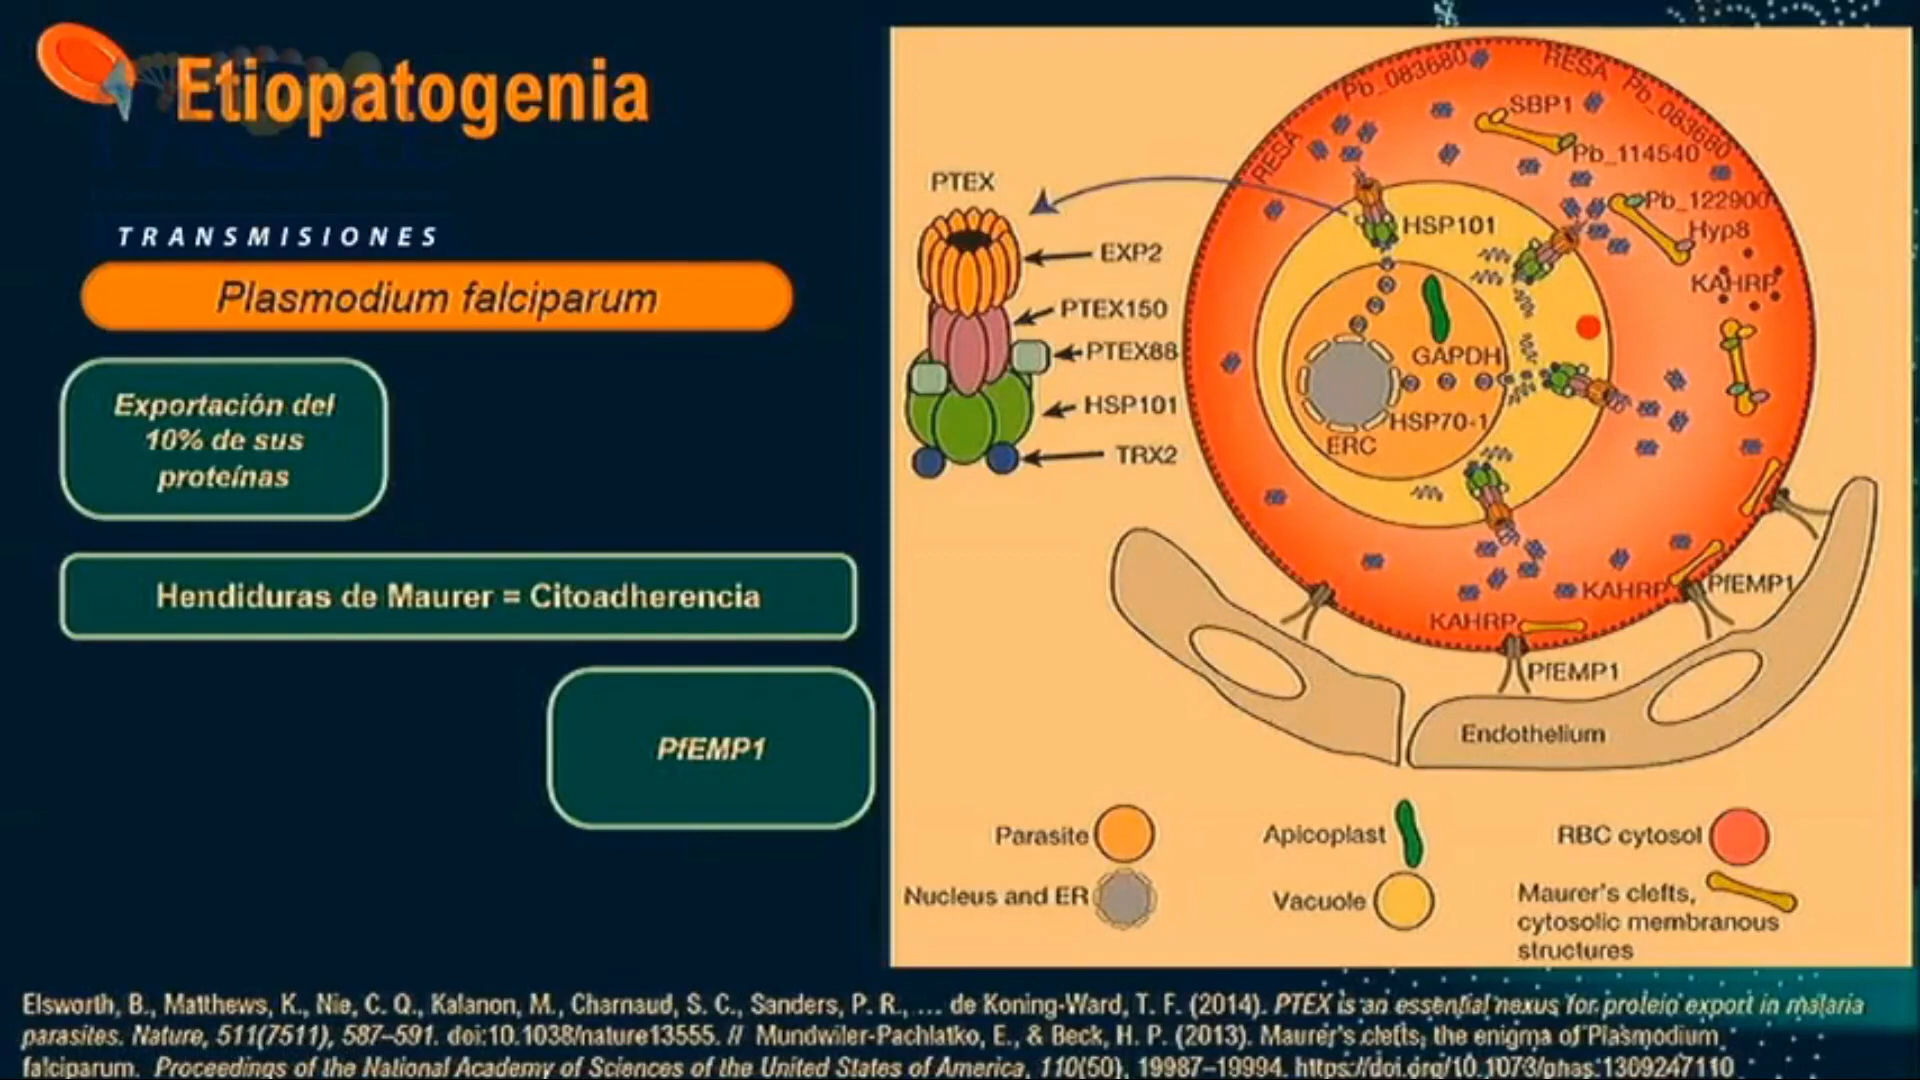 Etiopatogenia
TRANSMISIONES
Plasmodium falciparum
Exportación del
10% de sus
proteínas
Hendiduras de Maurer = Citoadherencia
PfEMP1
PTEX
EXP2
PTEX150
PTEX88
HSP101
TRX2
Pb_083680
RESA
Pb_083680
RESA
SBP1
Pb_114540
Pb_122900
Hyp8
KAHRP
HSP101
GAPDH
HSP70-1
ERC
KAHRP
PfEMP1
KAHRP
PfEMP1
Endothelium
Parasite
Apicoplast
RBC cytosol
Nucleus and ER
Vacuole
Maurer's clefts,
cytosolic membranous
structures
Elsworth, B., Matthews, K., Nie, C. Q., Kalanon, M., Charnaud, S. C., Sanders, P. R., ... de Koning-Ward, T. F. (2014). PTEX is an essential nexus for protein export in malaria
parasites. Nature, 511(7511), 587–591. doi:10.1038/nature13555. // Mundwiler-Pachlatko, E., & Beck, H. P. (2013). Maurer's clefts, the enigma of Plasmodium
falciparum. Proceedings of the National Academy of Sciences of the United States of America, 110(50), 19987–19994. https://doi.org/10.1073/pnas.1309247110